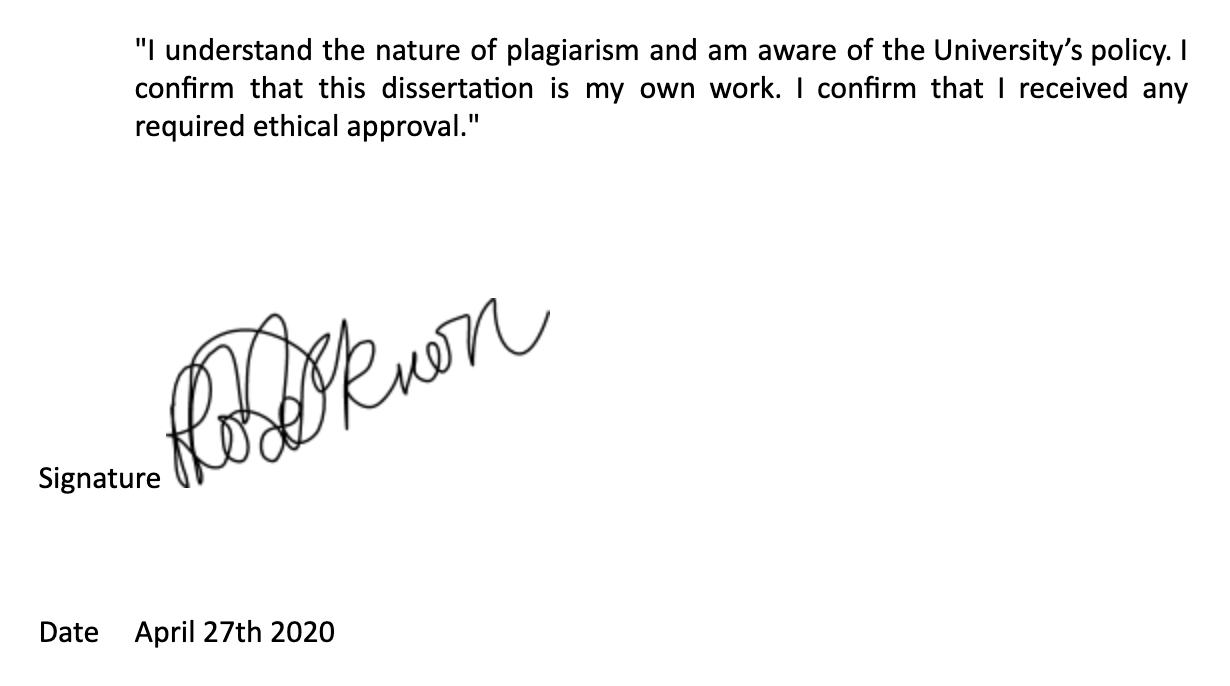 "I understand the nature of plagiarism and am aware of the University’s policy. I
confirm that this dissertation is my own work. I confirm that I received any
required ethical approval."
Signature
Date April 27th 2020